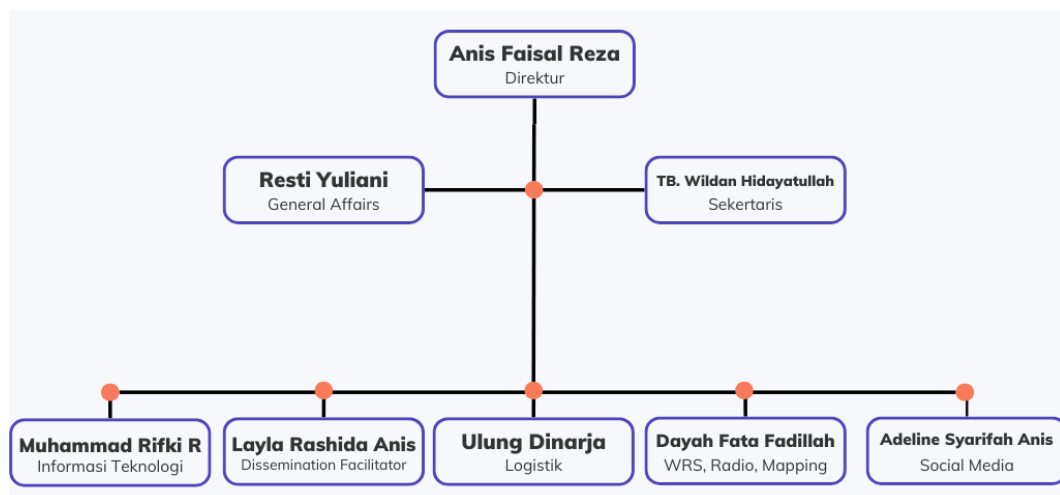 Anis Faisal Reza
Direktur
Resti Yuliani
General Affairs
TB. Wildan Hidayatullah
Sekertaris
Muhammad Rifki R
Informasi Teknologi
Layla Rashida Anis
Dissemination Facilitator
Ulung Dinarja
Logistik
Dayah Fata Fadillah
WRS, Radio, Mapping
Adeline Syarifah Anis
Social Media